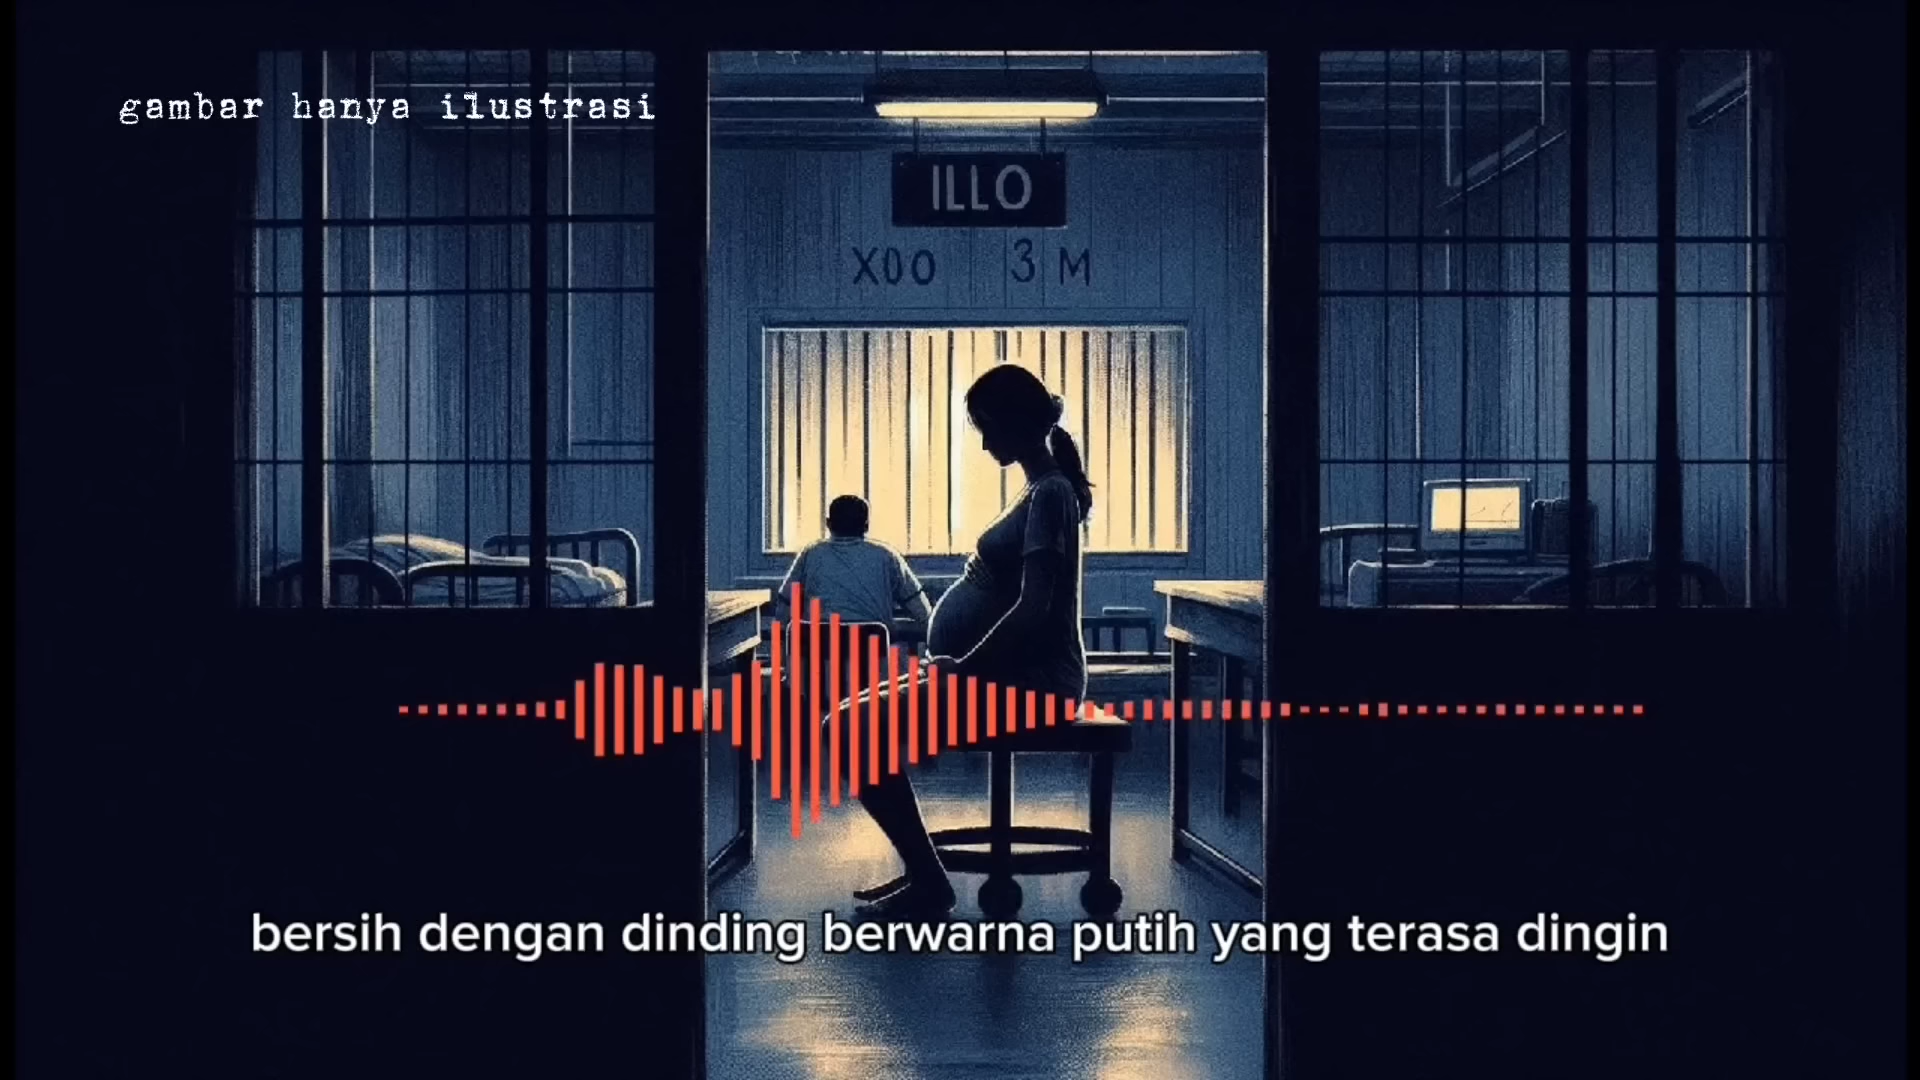 gambar hanya ilustrasi
ILLO
X00 3 M
bersih dengan dinding berwarna putih yang terasa dingin